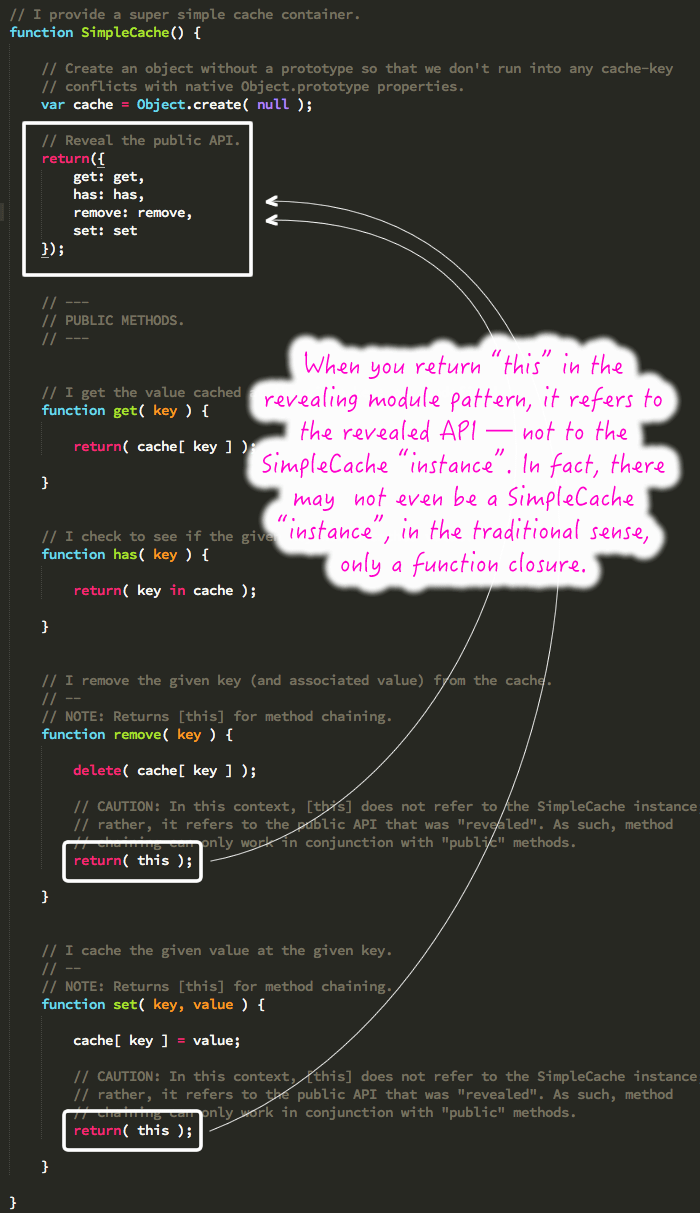 // I provide a super simple cache container.
function SimpleCache() {
// Create an object without a prototype so that we don't run into any cache-key
// conflicts with native Object.prototype properties.
var cache = Object.create( null );
// Reveal the public API.
return({
get: get,
has: has,
remove: remove,
set: set
});
// ---
// PUBLIC METHODS.
// ---
// I get the value cached
function get( key ) {
return( cache[ key ] );
}
// I check to see if the give
function has( key ) {
return( key in cache );
}
When you return “this” in the
revealing module pattern, it refers to
the revealed API — not to the
SimpleCache “instance”. In fact, there
may not even be a SimpleCache
“instance”, in the traditional sense,
only a function closure.
// I remove the given key (and associated value) from the cache.
// --
// NOTE: Returns [this] for method chaining.
function remove( key ) {
delete( cache[ key ] );
// CAUTION: In this context, [this] does not refer to the SimpleCache instance
// rather, it refers to the public API that was "revealed". As such, method
// chaining can only work in conjunction with "public" methods.
return( this );
}
// I cache the given value at the given key.
// --
// NOTE: Returns [this] for method chaining.
function set( key, value ) {
cache[ key ] = value;
// CAUTION: In this context, [this] does not refer to the SimpleCache instance
// rather, it refers to the public API that was "revealed". As such, method
// chaining can only work in conjunction with "public" methods.
return( this );
}
}